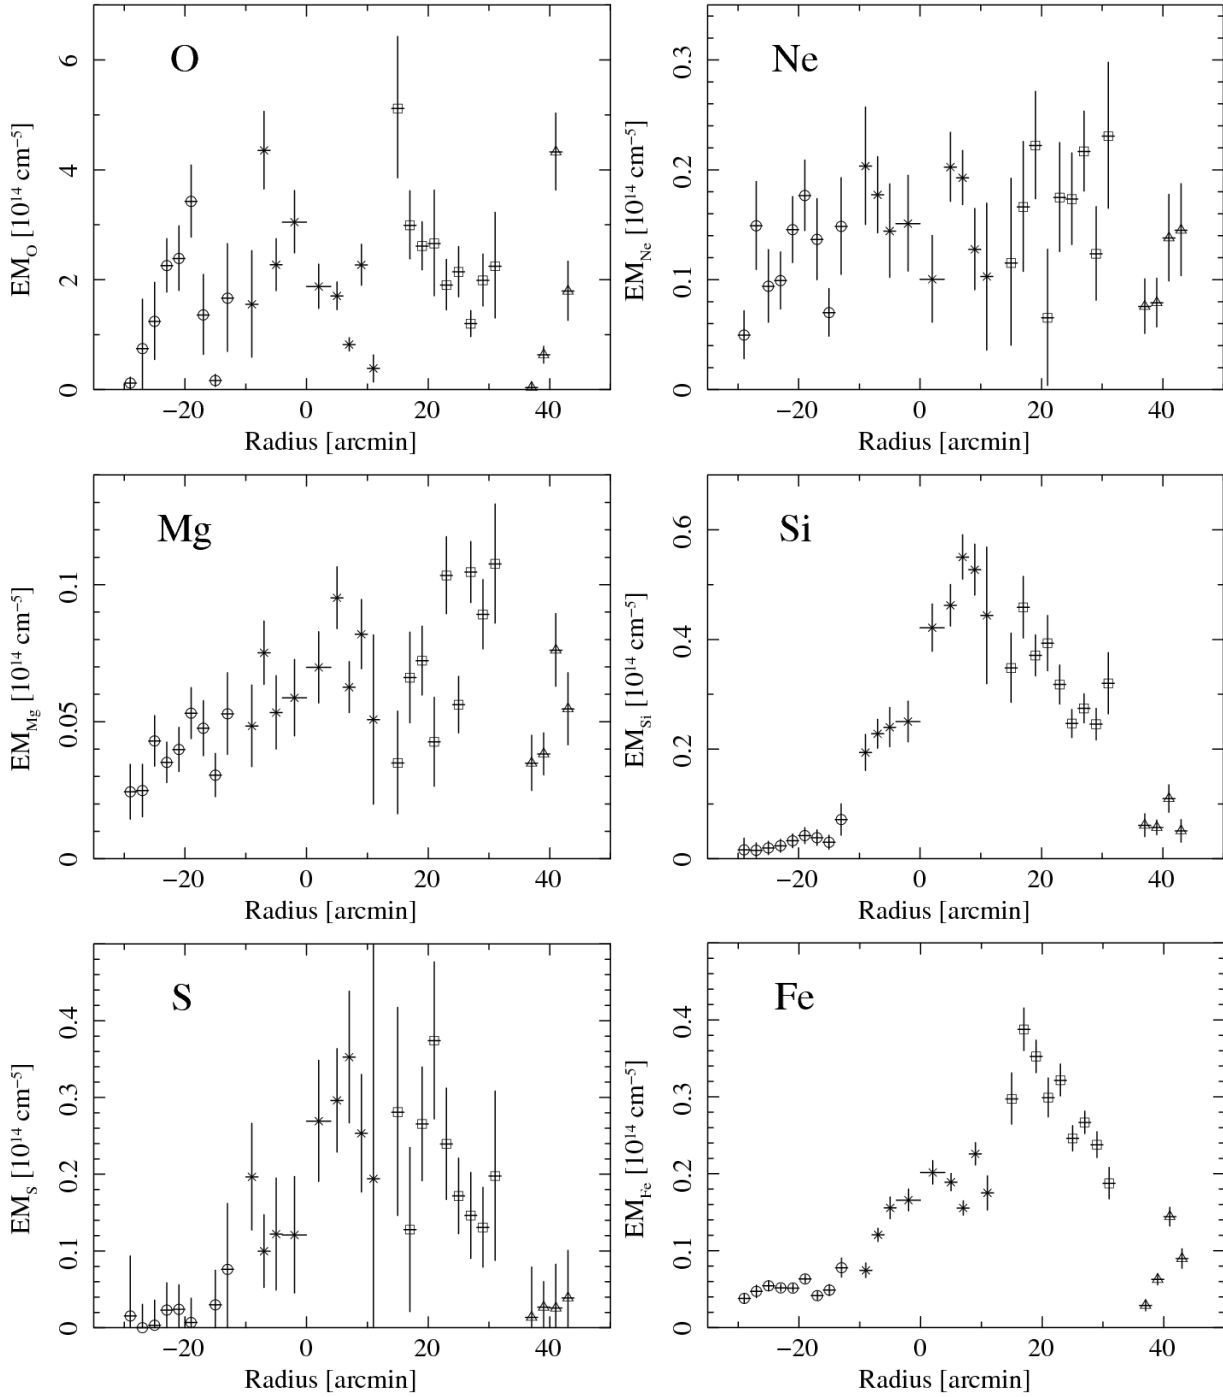 O
EM_O [10^14 cm^−5]
0 2 4 6
−20 0 20 40
Radius [arcmin]
Ne
EM_Ne [10^14 cm^−5]
0 0.1 0.2 0.3
−20 0 20 40
Radius [arcmin]
Mg
EM_Mg [10^14 cm^−5]
0 0.05 0.1
−20 0 20 40
Radius [arcmin]
Si
EM_Si [10^14 cm^−5]
0 0.2 0.4 0.6
−20 0 20 40
Radius [arcmin]
S
EM_S [10^14 cm^−5]
0 0.1 0.2 0.3 0.4
−20 0 20 40
Radius [arcmin]
Fe
EM_Fe [10^14 cm^−5]
0 0.1 0.2 0.3 0.4
−20 0 20 40
Radius [arcmin]